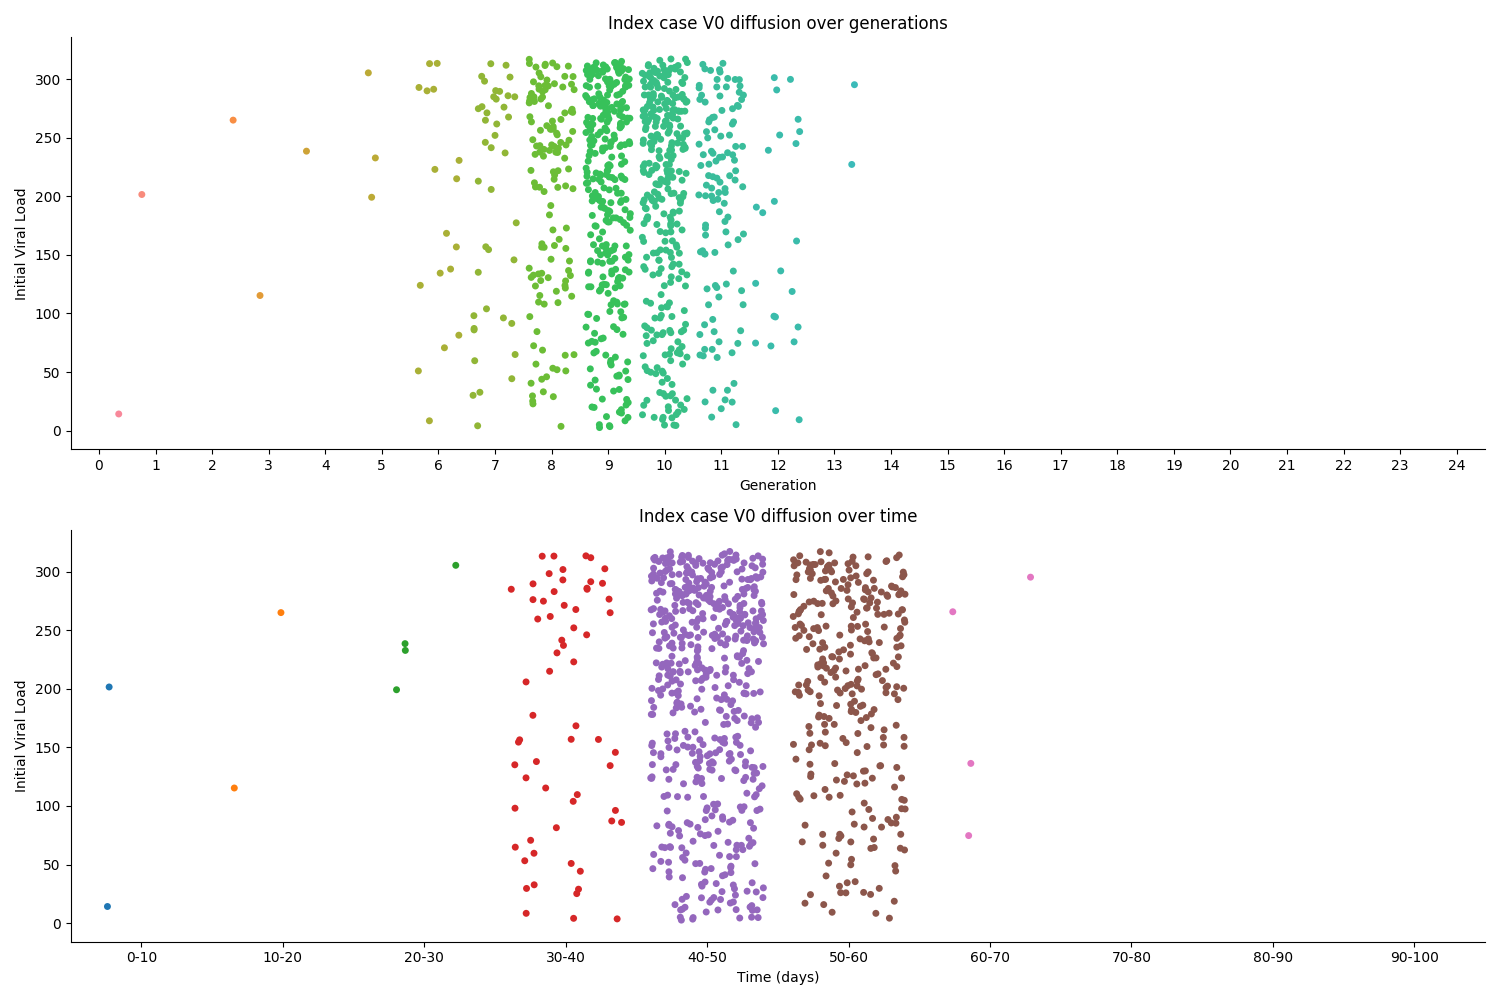 Index case V0 diffusion over generations
Initial Viral Load
300
250
200
150
100
50
0
0 1 2 3 4 5 6 7 8 9 10 11 12 13 14 15 16 17 18 19 20 21 22 23 24
Generation
Index case V0 diffusion over time
Initial Viral Load
300
250
200
150
100
50
0
0-10 10-20 20-30 30-40 40-50 50-60 60-70 70-80 80-90 90-100
Time (days)